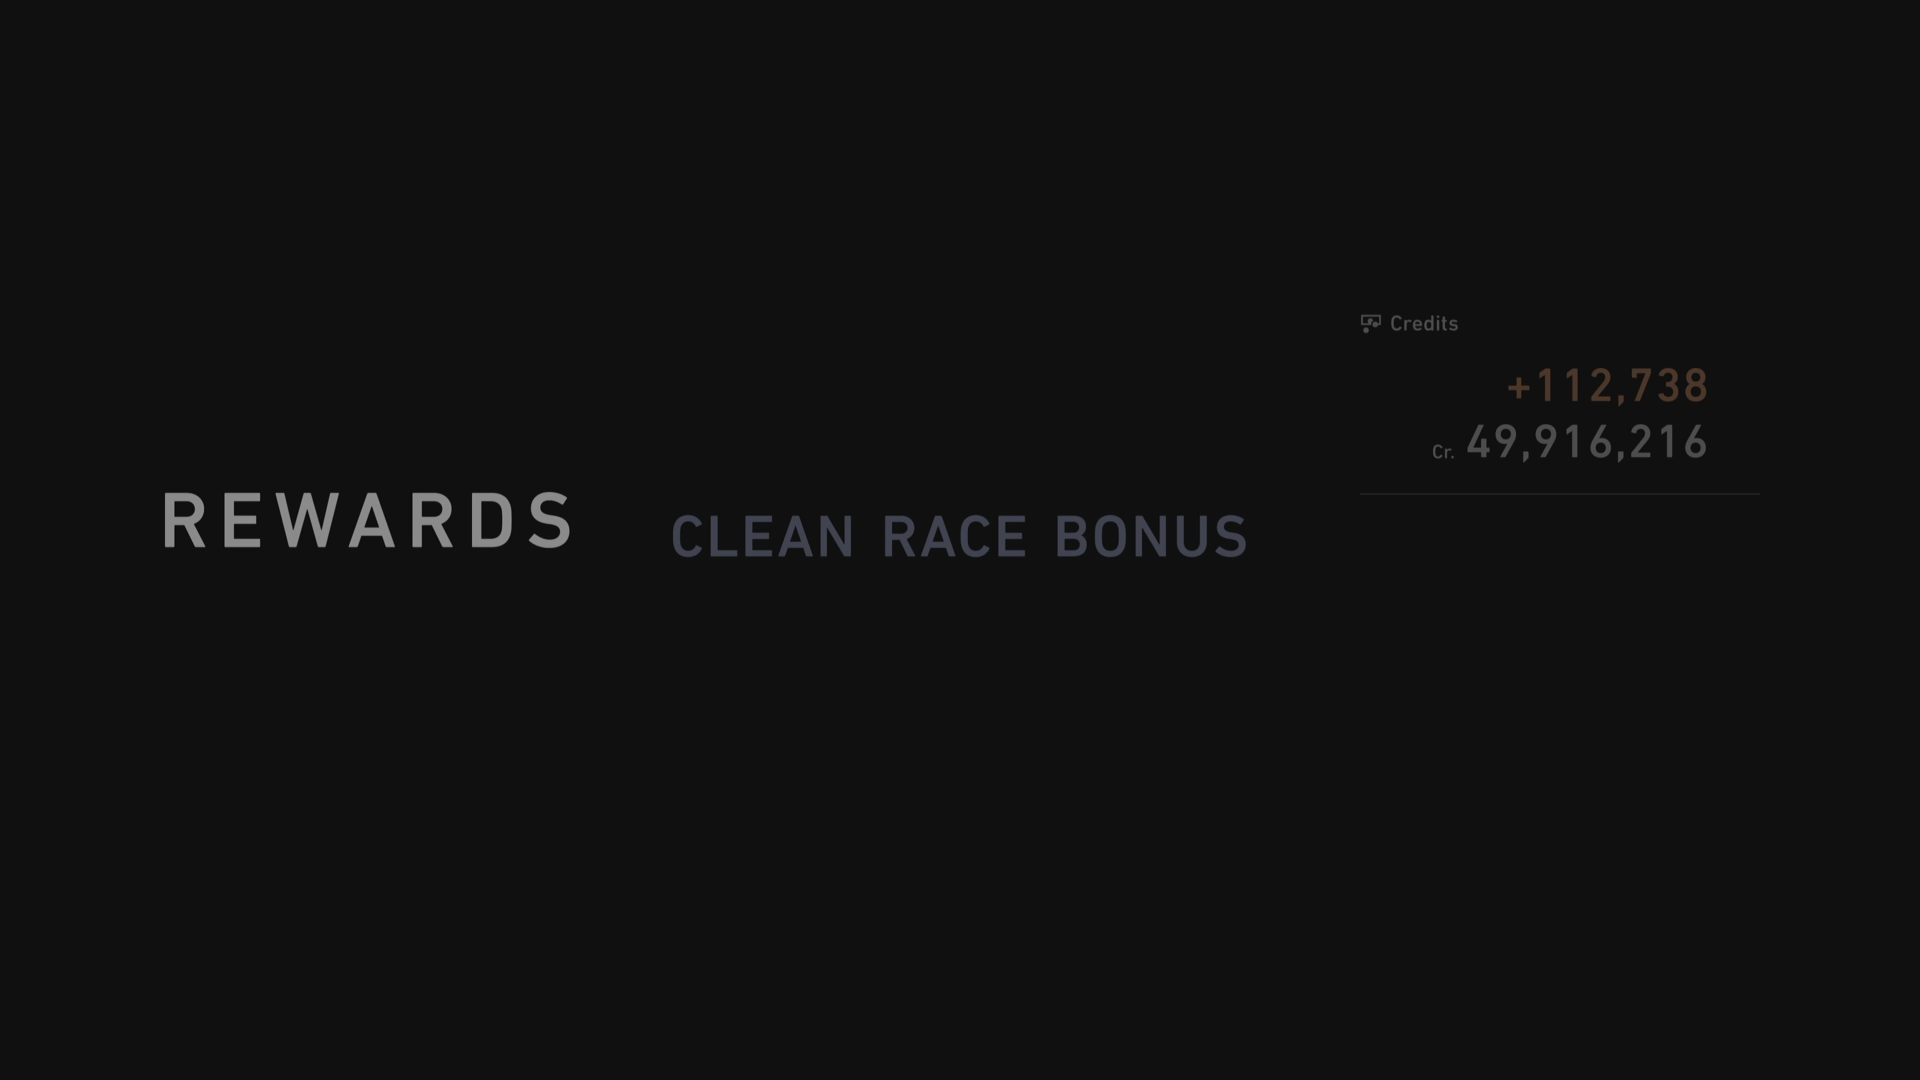 REWARDS
CLEAN RACE BONUS
Credits
+112,738
Cr. 49,916,216